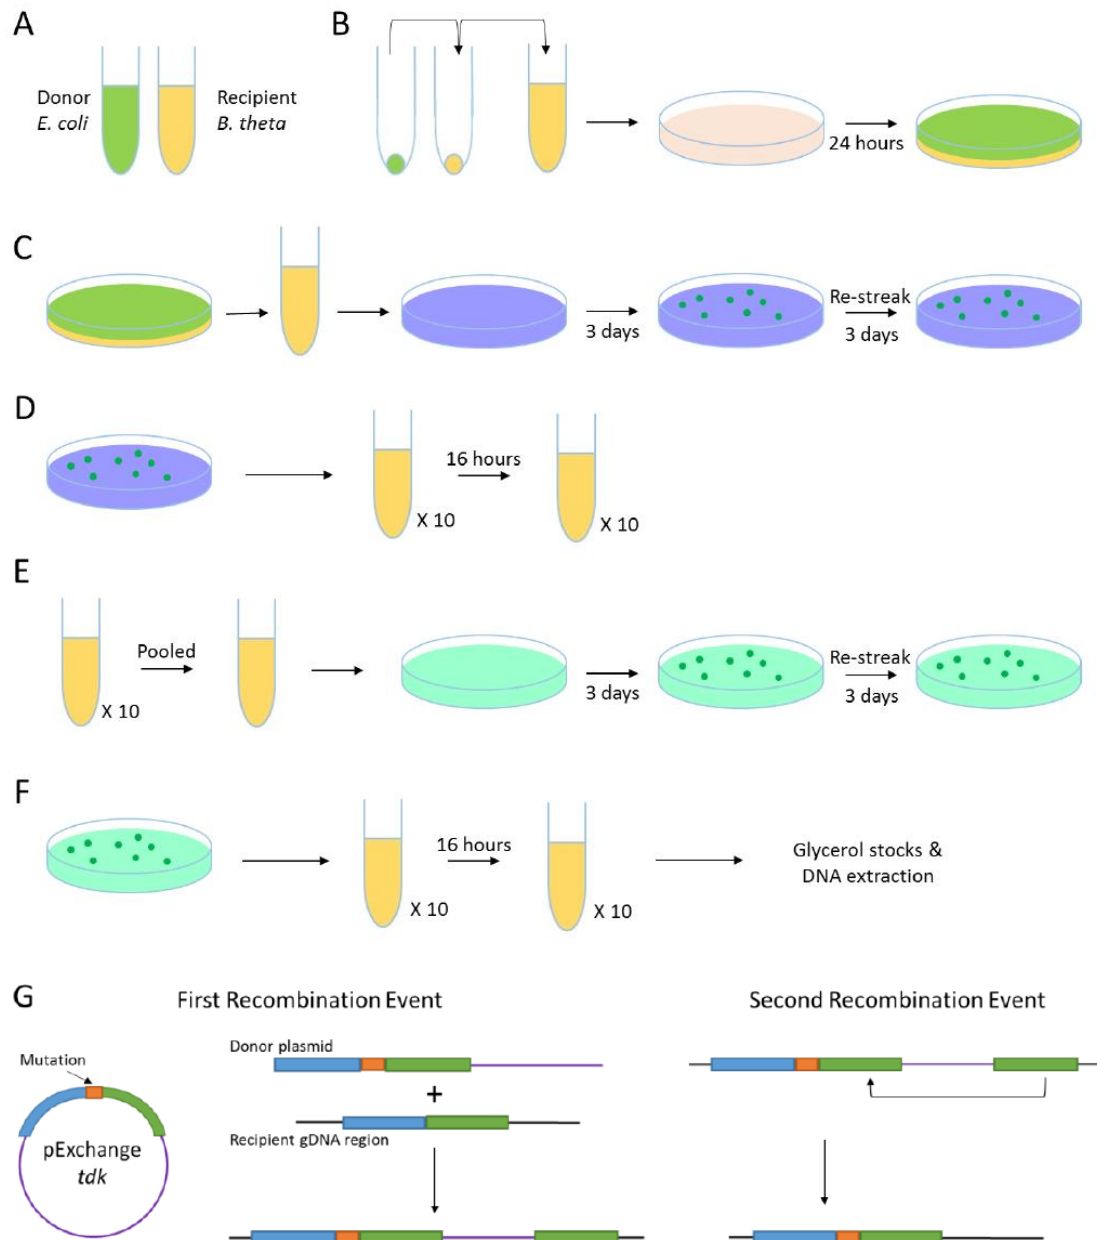 A
Donor
E. coli
Recipient
B. theta
B
24 hours
C
3 days
Re-streak
3 days
D
X 10
16 hours
X 10
E
X 10
Pooled
3 days
Re-streak
3 days
F
X 10
16 hours
X 10
Glycerol stocks &
DNA extraction
G
First Recombination Event
Second Recombination Event
Mutation
pExchange
tdk
Donor plasmid
+
Recipient gDNA region